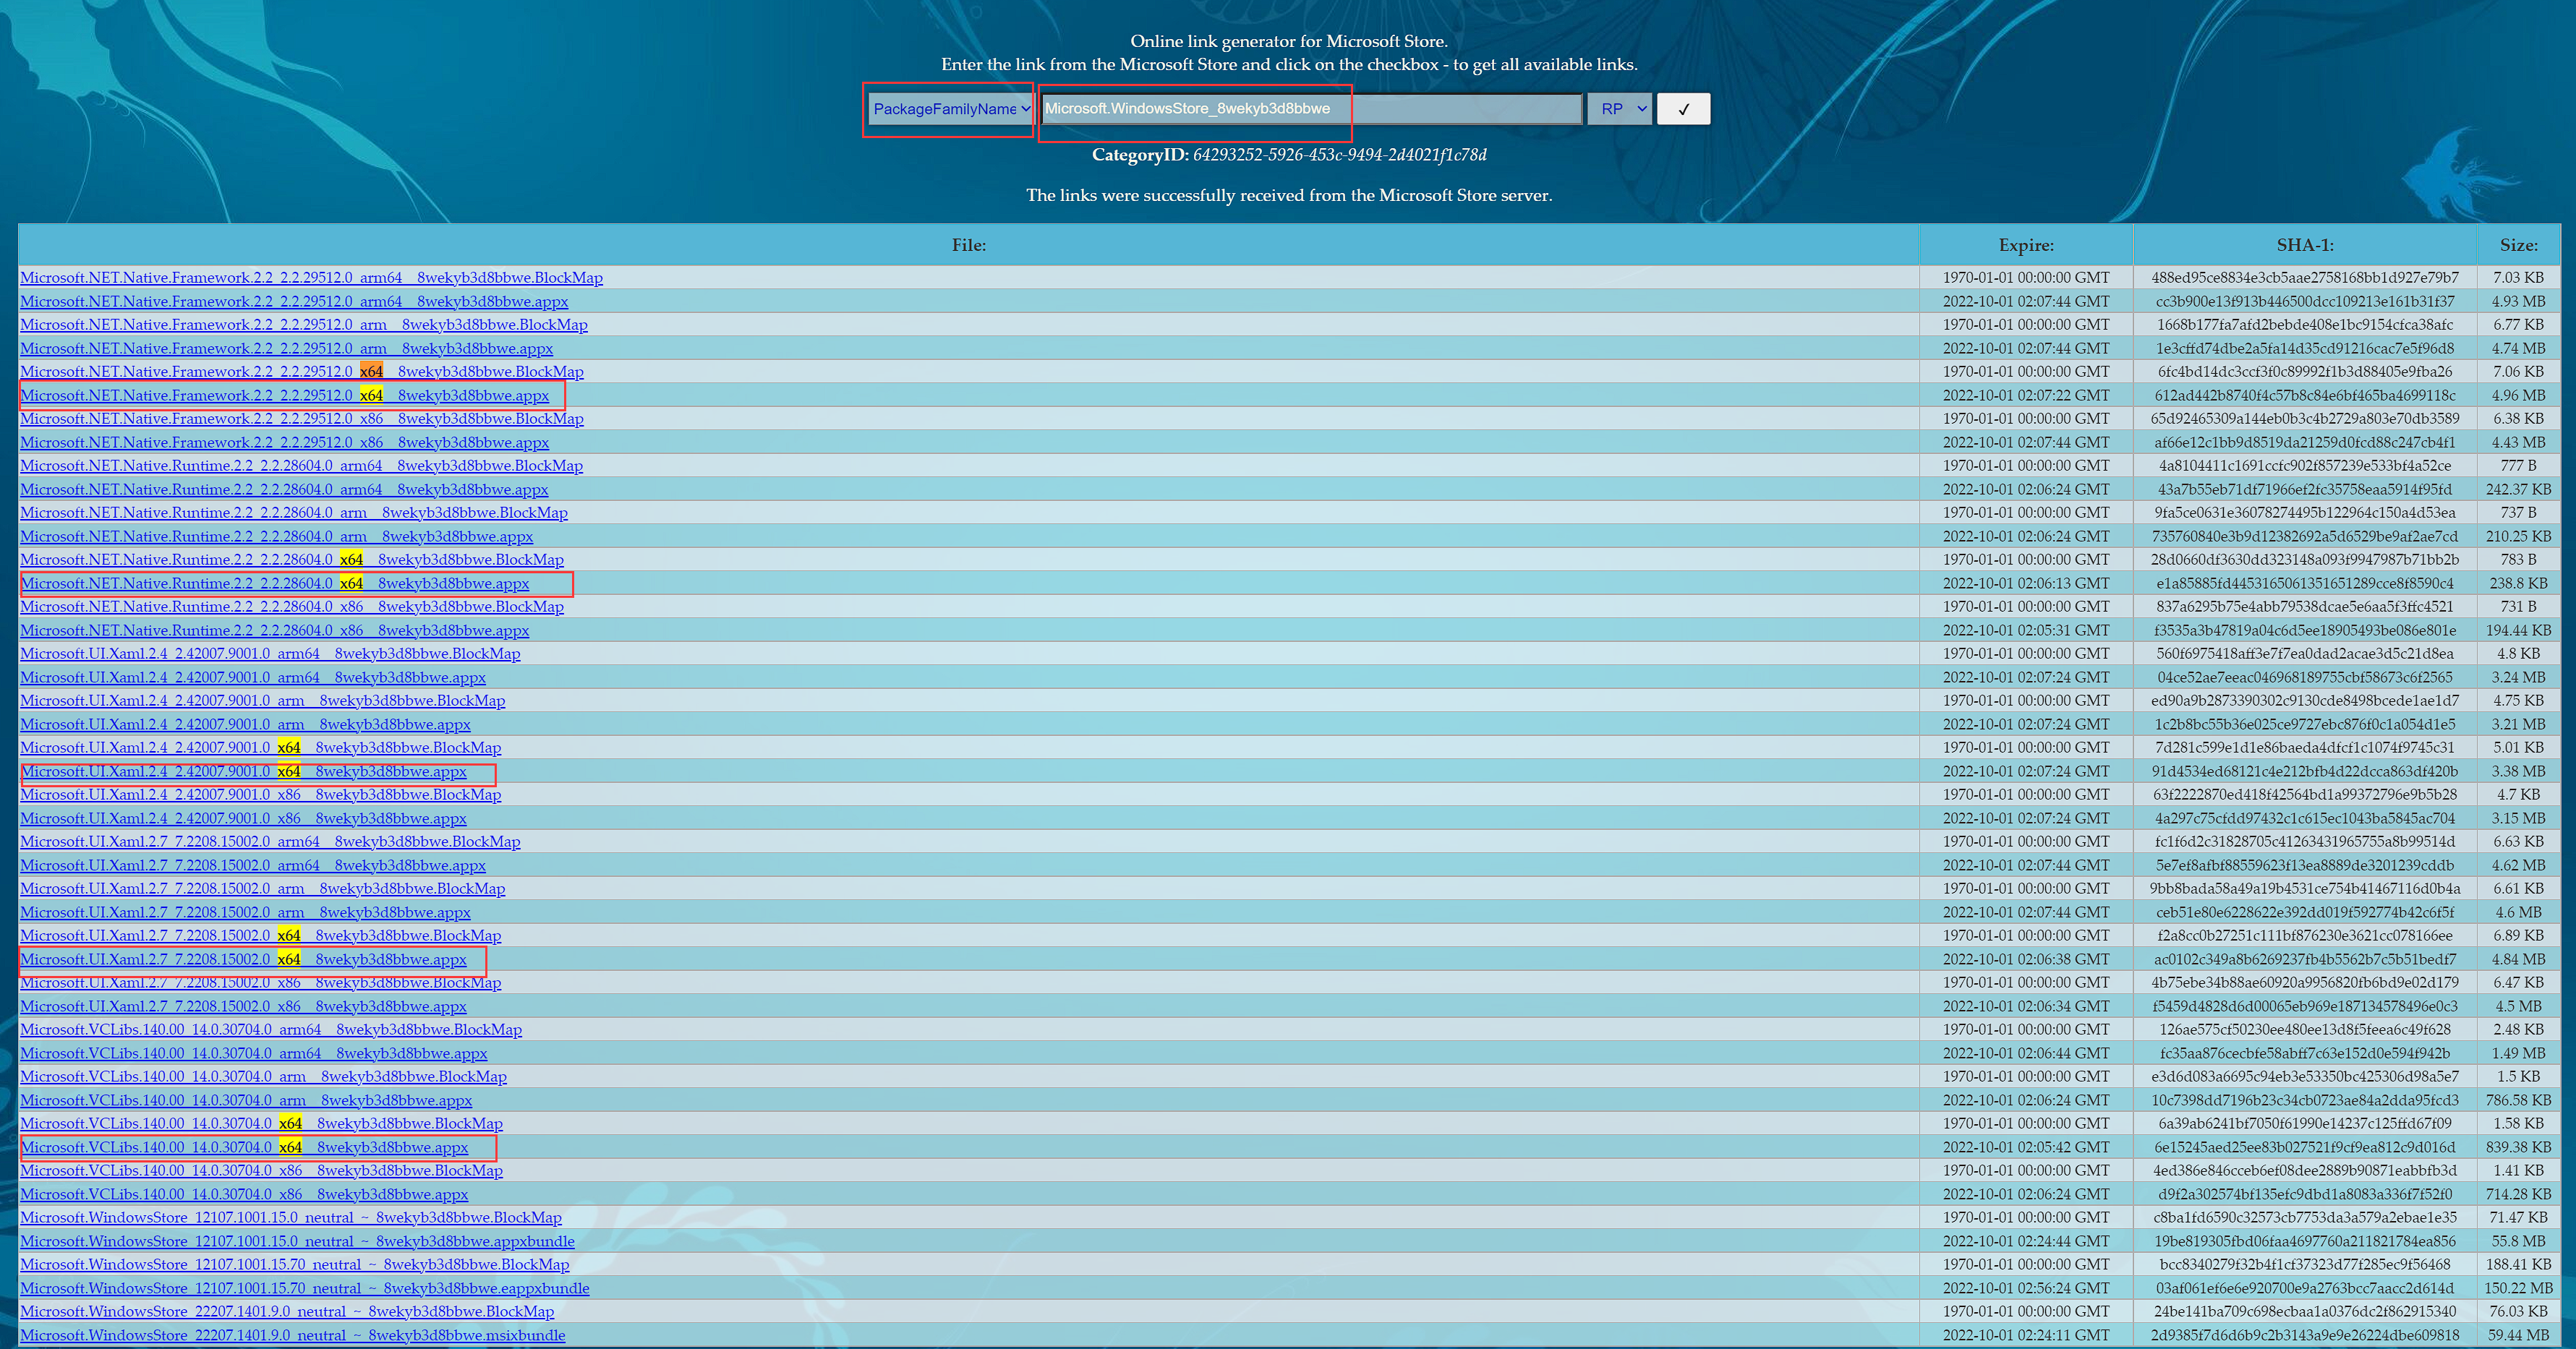 Online link generator for Microsoft Store.
Enter the link from the Microsoft Store and click on the checkbox - to get all available links.
PackageFamilyName Microsoft.WindowsStore_8wekyb3d8bbwe RP ✓
CategoryID: 64293252-5926-453c-9494-2d4021f1c78d
The links were successfully received from the Microsoft Store server.
File: Expire: SHA-1: Size:
Microsoft.NET.Native.Framework.2.2_2.2.29512.0_arm64__8wekyb3d8bbwe.BlockMap 1970-01-01 00:00:00 GMT 488ed95ce8834e3cb5aae2758168bb1d927e79b7 7.03 KB
Microsoft.NET.Native.Framework.2.2_2.2.29512.0_arm64__8wekyb3d8bbwe.appx 2022-10-01 02:07:44 GMT cc3b900e13f913b446500dcc109213e161b31f37 4.93 MB
Microsoft.NET.Native.Framework.2.2_2.2.29512.0_arm__8wekyb3d8bbwe.BlockMap 1970-01-01 00:00:00 GMT 1668b177fa7afd2bebde408e1bc9154cfca38afc 6.77 KB
Microsoft.NET.Native.Framework.2.2_2.2.29512.0_arm__8wekyb3d8bbwe.appx 2022-10-01 02:07:44 GMT 1e3cffd74dbe2a5fa14d35cd91216cac7e5f96d8 4.74 MB
Microsoft.NET.Native.Framework.2.2_2.2.29512.0_x64__8wekyb3d8bbwe.BlockMap 1970-01-01 00:00:00 GMT 6fc4bd14dc3ccf3f0c89992f1b3d88405e9fba26 7.06 KB
Microsoft.NET.Native.Framework.2.2_2.2.29512.0_x64__8wekyb3d8bbwe.appx 2022-10-01 02:07:22 GMT 612ad442b8740f4c57b8c84e6bf465ba4699118c 4.96 MB
Microsoft.NET.Native.Framework.2.2_2.2.29512.0_x86__8wekyb3d8bbwe.BlockMap 1970-01-01 00:00:00 GMT 65d92465309a144eb0b3c4b2729a803e70db3589 6.38 KB
Microsoft.NET.Native.Framework.2.2_2.2.29512.0_x86__8wekyb3d8bbwe.appx 2022-10-01 02:07:44 GMT af66e12c1bb9d8519da21259d0fcd88c247cb4f1 4.43 MB
Microsoft.NET.Native.Runtime.2.2_2.2.28604.0_arm64__8wekyb3d8bbwe.BlockMap 1970-01-01 00:00:00 GMT 4a8104411c1691ccfc902f857239e533bf4a52ce 777 B
Microsoft.NET.Native.Runtime.2.2_2.2.28604.0_arm64__8wekyb3d8bbwe.appx 2022-10-01 02:06:24 GMT 43a7b55eb71df71966ef2fc35758eaa5914f95fd 242.37 KB
Microsoft.NET.Native.Runtime.2.2_2.2.28604.0_arm__8wekyb3d8bbwe.BlockMap 1970-01-01 00:00:00 GMT 9fa5ce0631e36078274495b122964c150a4d53ea 737 B
Microsoft.NET.Native.Runtime.2.2_2.2.28604.0_arm__8wekyb3d8bbwe.appx 2022-10-01 02:06:24 GMT 735760840e3b9d12382692a5d6529be9af2ae7cd 210.25 KB
Microsoft.NET.Native.Runtime.2.2_2.2.28604.0_x64__8wekyb3d8bbwe.BlockMap 1970-01-01 00:00:00 GMT 28d0660df3630dd323148a093f9947987b71bb2b 783 B
Microsoft.NET.Native.Runtime.2.2_2.2.28604.0_x64__8wekyb3d8bbwe.appx 2022-10-01 02:06:13 GMT e1a85885fd4453165061351651289cce8f8590c4 238.8 KB
Microsoft.NET.Native.Runtime.2.2_2.2.28604.0_x86__8wekyb3d8bbwe.BlockMap 1970-01-01 00:00:00 GMT 837a6295b75e4abb79538dcae5e6aa5f3ffc4521 731 B
Microsoft.NET.Native.Runtime.2.2_2.2.28604.0_x86__8wekyb3d8bbwe.appx 2022-10-01 02:05:31 GMT f3535a3b47819a04c6d5ee18905493be086e801e 194.44 KB
Microsoft.UI.Xaml.2.4_2.42007.9001.0_arm64__8wekyb3d8bbwe.BlockMap 1970-01-01 00:00:00 GMT 560f6975418aff3e7f7ea0dad2acae3d5c21d8ea 4.8 KB
Microsoft.UI.Xaml.2.4_2.42007.9001.0_arm64__8wekyb3d8bbwe.appx 2022-10-01 02:07:24 GMT 04ce52ae7eeac046968189755cbf58673c6f2565 3.24 MB
Microsoft.UI.Xaml.2.4_2.42007.9001.0_arm__8wekyb3d8bbwe.BlockMap 1970-01-01 00:00:00 GMT ed90a9b2873390302c9130cde8498bcede1ae1d7 4.75 KB
Microsoft.UI.Xaml.2.4_2.42007.9001.0_arm__8wekyb3d8bbwe.appx 2022-10-01 02:07:24 GMT 1c2b8bc55b36e025ce9727ebc876f0c1a054d1e5 3.21 MB
Microsoft.UI.Xaml.2.4_2.42007.9001.0_x64__8wekyb3d8bbwe.BlockMap 1970-01-01 00:00:00 GMT 7d281c599e1d1e86baeda4dfcf1c1074f9745c31 5.01 KB
Microsoft.UI.Xaml.2.4_2.42007.9001.0_x64__8wekyb3d8bbwe.appx 2022-10-01 02:07:24 GMT 91d4534ed68121c4e212bfb4d22dcca863df420b 3.38 MB
Microsoft.UI.Xaml.2.4_2.42007.9001.0_x86__8wekyb3d8bbwe.BlockMap 1970-01-01 00:00:00 GMT 63f2222870ed418f42564bd1a99372796e9b5b28 4.7 KB
Microsoft.UI.Xaml.2.4_2.42007.9001.0_x86__8wekyb3d8bbwe.appx 2022-10-01 02:07:24 GMT 4a297c75cfdd97432c1c615ec1043ba5845ac704 3.15 MB
Microsoft.UI.Xaml.2.7_7.2208.15002.0_arm64__8wekyb3d8bbwe.BlockMap 1970-01-01 00:00:00 GMT fc1f6d2c31828705c41263431965755a8b99514d 6.63 KB
Microsoft.UI.Xaml.2.7_7.2208.15002.0_arm64__8wekyb3d8bbwe.appx 2022-10-01 02:07:44 GMT 5e7ef8afbf88559623f13ea8889de3201239cddb 4.62 MB
Microsoft.UI.Xaml.2.7_7.2208.15002.0_arm__8wekyb3d8bbwe.BlockMap 1970-01-01 00:00:00 GMT 9bb8bada58a49a19b4531ce754b41467116d0b4a 6.61 KB
Microsoft.UI.Xaml.2.7_7.2208.15002.0_arm__8wekyb3d8bbwe.appx 2022-10-01 02:07:44 GMT ceb51e80e6228622e392dd019f592774b42c6f5f 4.6 MB
Microsoft.UI.Xaml.2.7_7.2208.15002.0_x64__8wekyb3d8bbwe.BlockMap 1970-01-01 00:00:00 GMT f2a8cc0b27251c111bf876230e3621cc078166ee 6.89 KB
Microsoft.UI.Xaml.2.7_7.2208.15002.0_x64__8wekyb3d8bbwe.appx 2022-10-01 02:06:38 GMT ac0102c349a8b6269237fb4b5562b7c5b51bedf7 4.84 MB
Microsoft.UI.Xaml.2.7_7.2208.15002.0_x86__8wekyb3d8bbwe.BlockMap 1970-01-01 00:00:00 GMT 4b75ebe34b88ae60920a9956820fb6bd9e02d179 6.47 KB
Microsoft.UI.Xaml.2.7_7.2208.15002.0_x86__8wekyb3d8bbwe.appx 2022-10-01 02:06:34 GMT f5459d4828d6d00065eb969e187134578496e0c3 4.5 MB
Microsoft.VCLibs.140.00_14.0.30704.0_arm64__8wekyb3d8bbwe.BlockMap 1970-01-01 00:00:00 GMT 126ae575cf50230ee480ee13d8f5feea6c49f628 2.48 KB
Microsoft.VCLibs.140.00_14.0.30704.0_arm64__8wekyb3d8bbwe.appx 2022-10-01 02:06:44 GMT fc35aa876cecbfe58abff7c63e152d0e594f942b 1.49 MB
Microsoft.VCLibs.140.00_14.0.30704.0_arm__8wekyb3d8bbwe.BlockMap 1970-01-01 00:00:00 GMT e3d6d083a6695c94eb3e53350bc425306d98a5e7 1.5 KB
Microsoft.VCLibs.140.00_14.0.30704.0_arm__8wekyb3d8bbwe.appx 2022-10-01 02:06:24 GMT 10c7398dd7196b23c34cb0723ae84a2dda95fcd3 786.58 KB
Microsoft.VCLibs.140.00_14.0.30704.0_x64__8wekyb3d8bbwe.BlockMap 1970-01-01 00:00:00 GMT 6a39ab6241bf7050f61990e14237c125ffd67f09 1.58 KB
Microsoft.VCLibs.140.00_14.0.30704.0_x64__8wekyb3d8bbwe.appx 2022-10-01 02:05:42 GMT 6e15245aed25ee83b027521f9cf9ea812c9d016d 839.38 KB
Microsoft.VCLibs.140.00_14.0.30704.0_x86__8wekyb3d8bbwe.BlockMap 1970-01-01 00:00:00 GMT 4ed386e846cceb6ef08dee2889b90871eabbfb3d 1.41 KB
Microsoft.VCLibs.140.00_14.0.30704.0_x86__8wekyb3d8bbwe.appx 2022-10-01 02:06:24 GMT d9f2a302574bf135efc9dbd1a8083a336f7f52f0 714.28 KB
Microsoft.WindowsStore_12107.1001.15.0_neutral_~_8wekyb3d8bbwe.BlockMap 1970-01-01 00:00:00 GMT c8ba1fd6590c32573cb7753da3a579a2ebae1e35 71.47 KB
Microsoft.WindowsStore_12107.1001.15.0_neutral_~_8wekyb3d8bbwe.appxbundle 2022-10-01 02:24:44 GMT 19be819305fbd06faa4697760a211821784ea856 55.8 MB
Microsoft.WindowsStore_12107.1001.15.70_neutral_~_8wekyb3d8bbwe.BlockMap 1970-01-01 00:00:00 GMT bcc8340279f32b4f1cf37323d77f285ec9f56468 188.41 KB
Microsoft.WindowsStore_12107.1001.15.70_neutral_~_8wekyb3d8bbwe.eappxbundle 2022-10-01 02:56:24 GMT 03af061ef6e6e920700e9a2763bcc7aacc2d614d 150.22 MB
Microsoft.WindowsStore_22207.1401.9.0_neutral_~_8wekyb3d8bbwe.BlockMap 1970-01-01 00:00:00 GMT 24be141ba709c698ecbaa1a0376dc2f862915340 76.03 KB
Microsoft.WindowsStore_22207.1401.9.0_neutral_~_8wekyb3d8bbwe.msixbundle 2022-10-01 02:24:11 GMT 2d9385f7d6d6b9c2b3143a9e9e26224dbe609818 59.44 MB